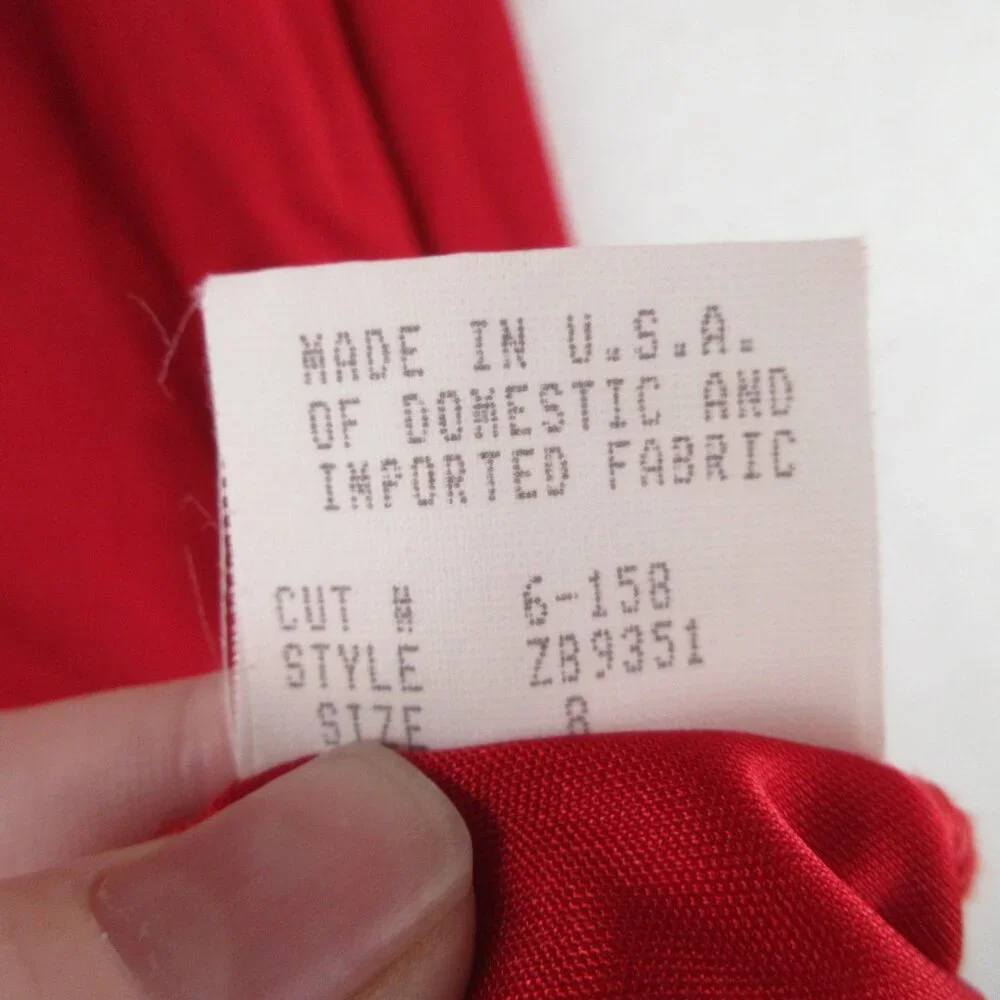 MADE IN U.S.A.
OF DOMESTIC AND
IMPORTED FABRIC
CUT # 6-158
STYLE ZB9351
SIZE 8